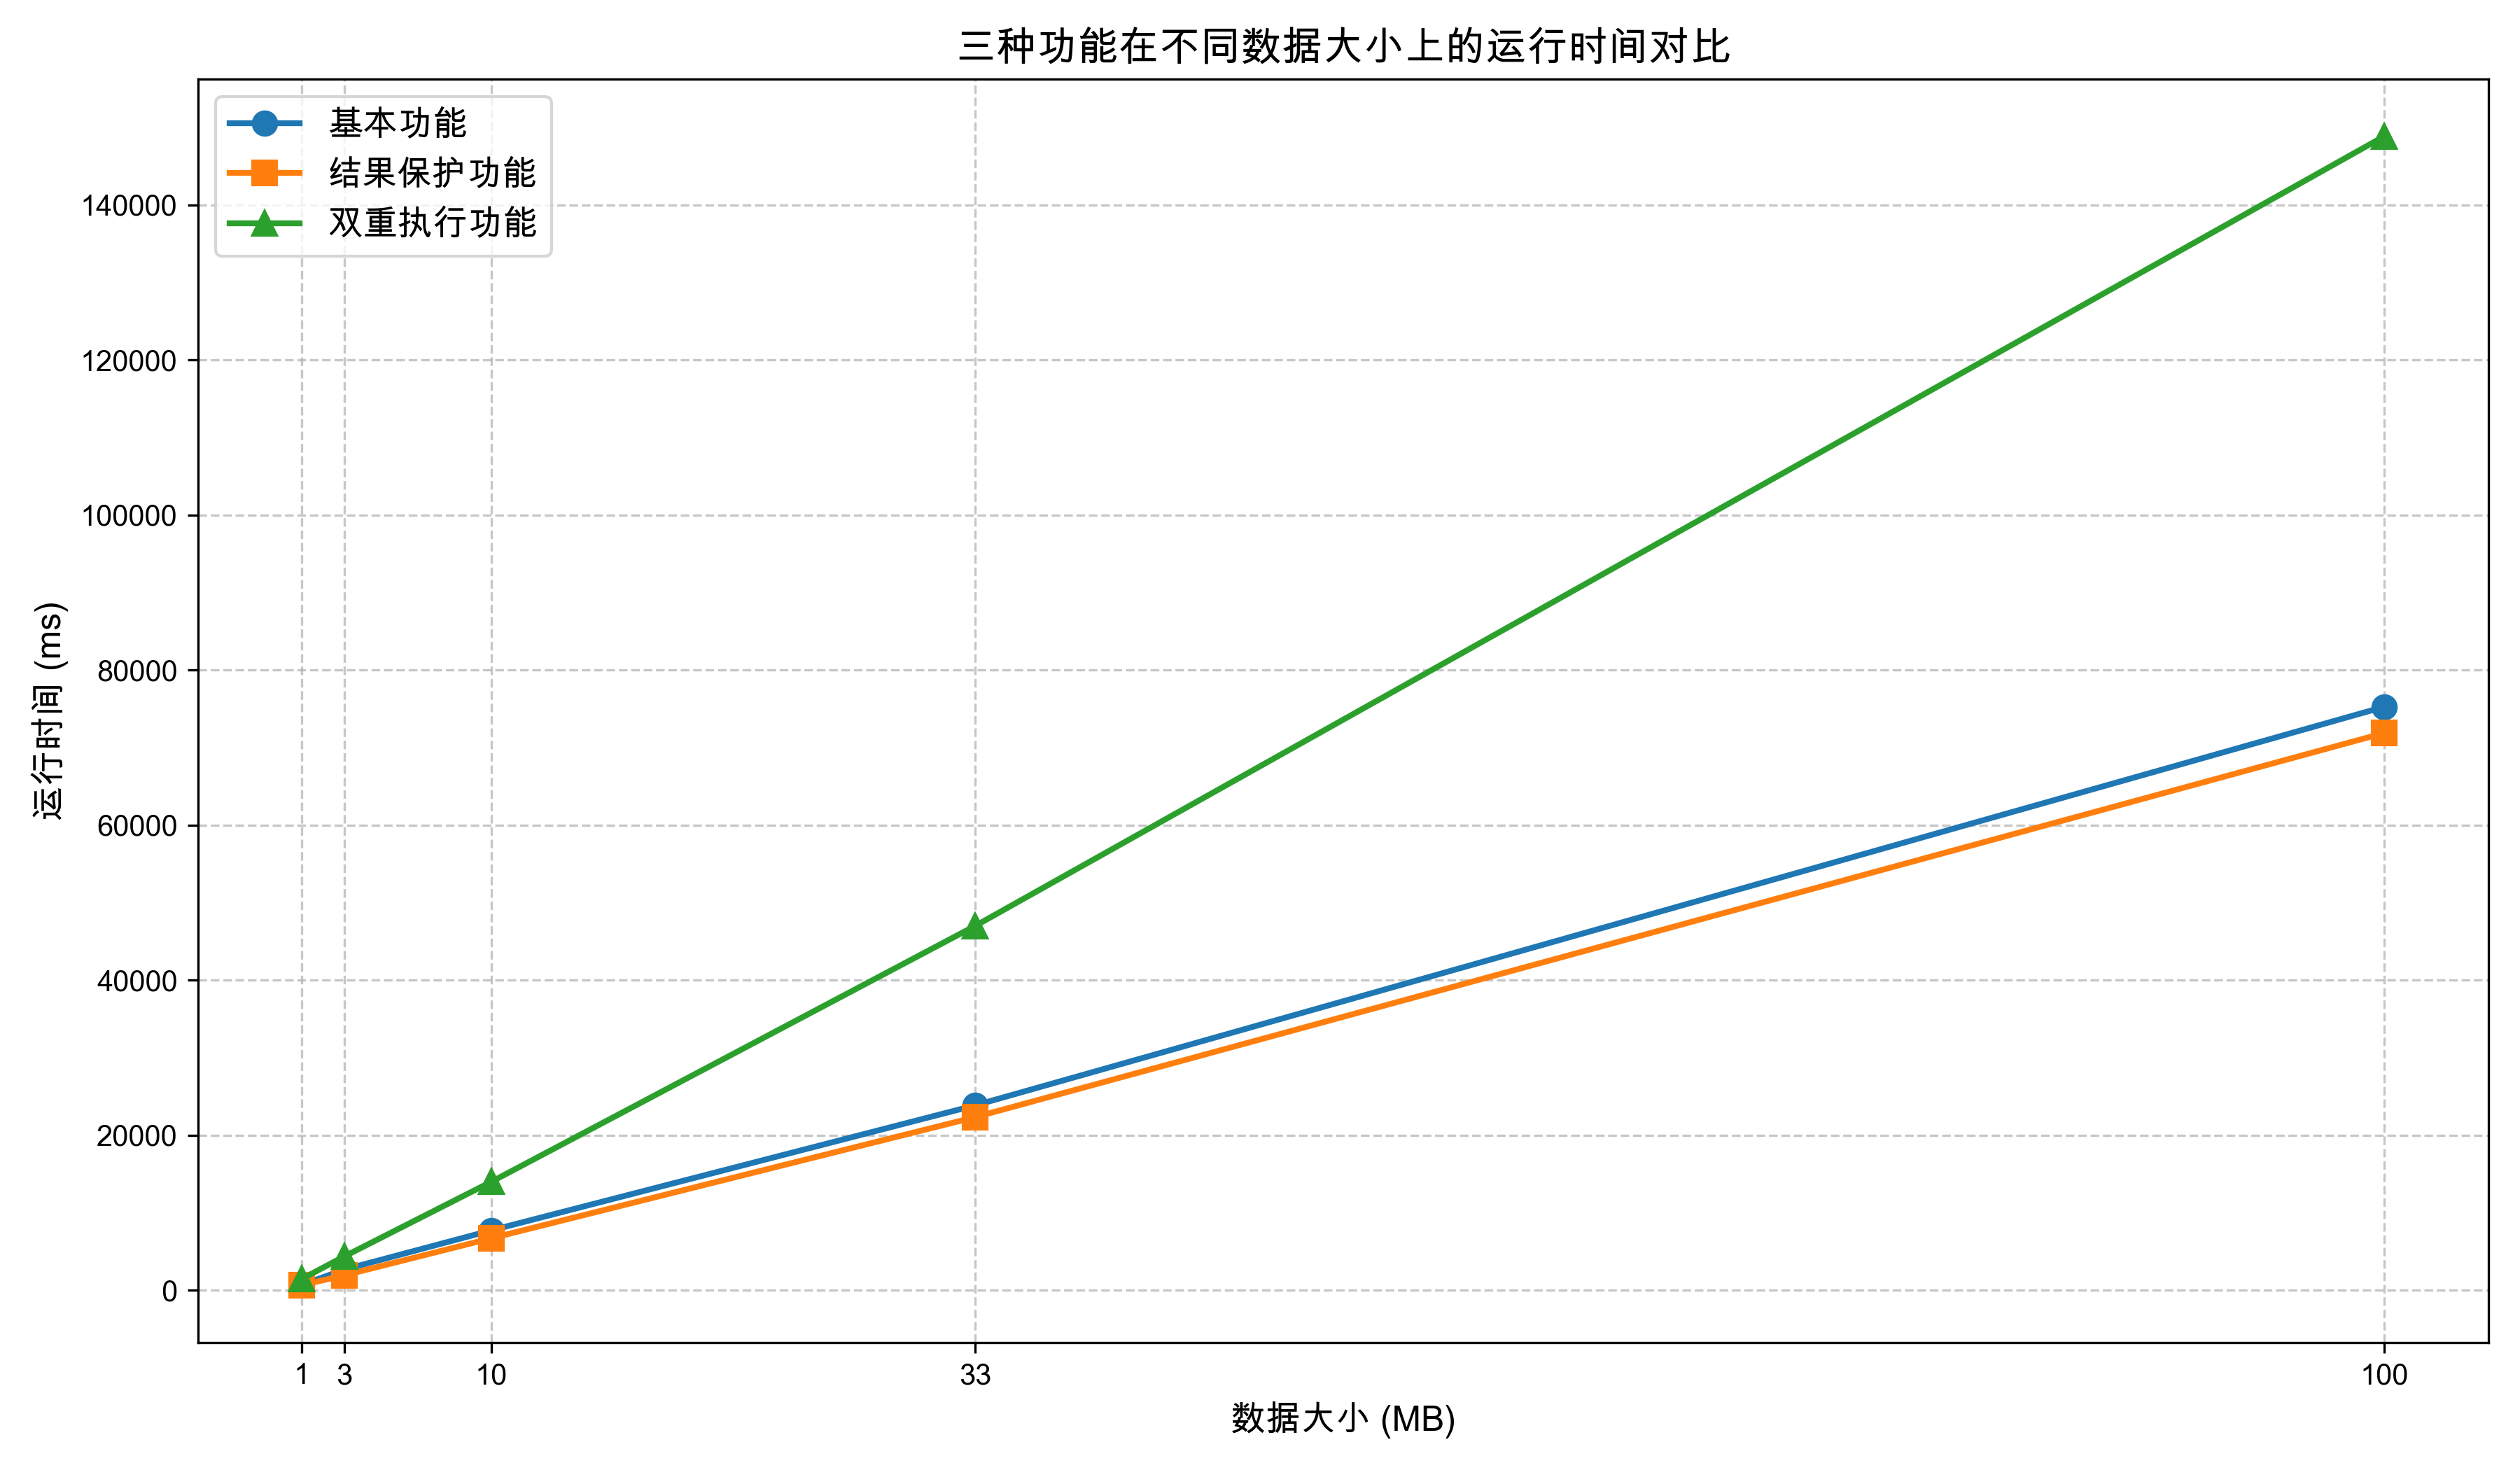 三种功能在不同数据大小上的运行时间对比
基本功能
结果保护功能
双重执行功能
140000
120000
100000
80000
60000
40000
20000
0
运行时间 (ms)
1 3 10 33 100
数据大小 (MB)